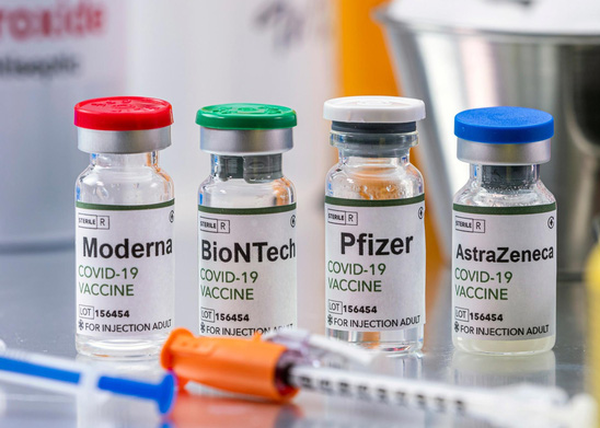 roxide
tiseptic
STERILE R
Moderna
COVID-19
VACCINE
LOT 156454
FOR INJECTION ADULT
STERILE R
BioNTech
COVID-19
VACCINE
LOT 156454
FOR INJECTION ADULT
STERILE R
Pfizer
COVID-19
VACCINE
LOT 156454
FOR INJECTION ADULT
STERILE R
AstraZeneca
COVID-19
VACCINE
LOT 156454
FOR INJECTION ADULT